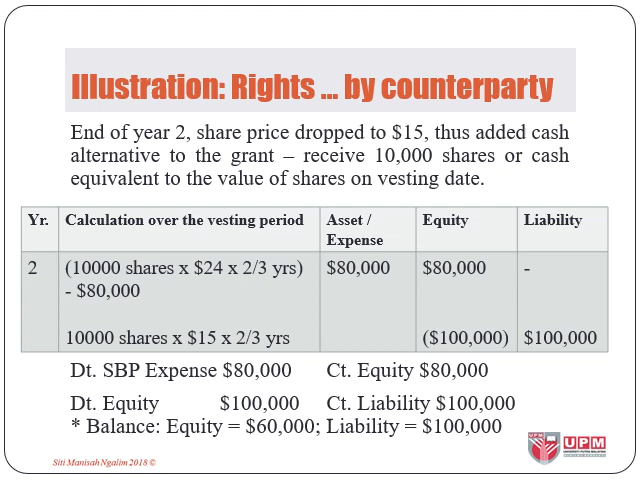 Illustration: Rights ... by counterparty
End of year 2, share price dropped to $15, thus added cash
alternative to the grant – receive 10,000 shares or cash
equivalent to the value of shares on vesting date.
Yr. Calculation over the vesting period Asset / Expense Equity Liability
2 (10000 shares x $24 x 2/3 yrs) $80,000 $80,000 -
- $80,000
10000 shares x $15 x 2/3 yrs ($100,000) $100,000
Dt. SBP Expense $80,000 Ct. Equity $80,000
Dt. Equity $100,000 Ct. Liability $100,000
* Balance: Equity = $60,000; Liability = $100,000
UPM
UPM
Siti Manisah Ngalim 2018 ©